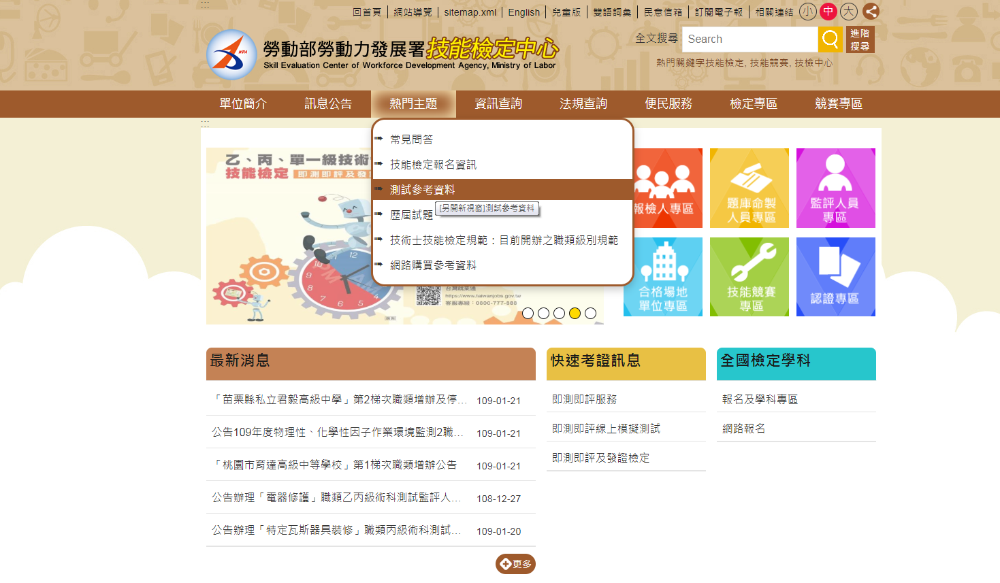 :::
回首頁 網站導覽 sitemap.xml English 兒童版 雙語詞彙 民意信箱 訂閱電子報 相關連結 小 中 大
勞動部勞動力發展署技能檢定中心
Skill Evaluation Center of Workforce Development Agency, Ministry of Labor
全文搜尋 Search 進階搜尋
熱門關鍵字技能檢定, 技能競賽, 技檢中心
單位簡介 訊息公告 熱門主題 資訊查詢 法規查詢 便民服務 檢定專區 競賽專區
:::
常見問答
技能檢定報名資訊
測試參考資料
[另開新視窗]測試參考資料
歷屆試題
技術士技能檢定規範：目前開辦之職類級別規範
網路購買參考資料
乙、丙、單一級技術
技能檢定 即測即評及發
台灣就業通
https://www.taiwanjobs.gov.tw
客服專線：0800-777-888
廣告
報檢人專區
題庫命製
人員專區
監評人員
專區
合格場地
單位專區
技能競賽
專區
認證專區
最新消息
「苗栗縣私立君毅高級中學」第2梯次職類增辦及停... 109-01-21
公告109年度物理性、化學性因子作業環境監測2職... 109-01-21
「桃園市育達高級中等學校」第1梯次職類增辦公告 109-01-21
公告辦理「電器修護」職類乙丙級術科測試監評人... 108-12-27
公告辦理「特定瓦斯器具裝修」職類丙級術科測試... 109-01-20
更多
快速考證訊息
即測即評服務
即測即評線上模擬測試
即測即評及發證檢定
全國檢定學科
報名及學科專區
網路報名